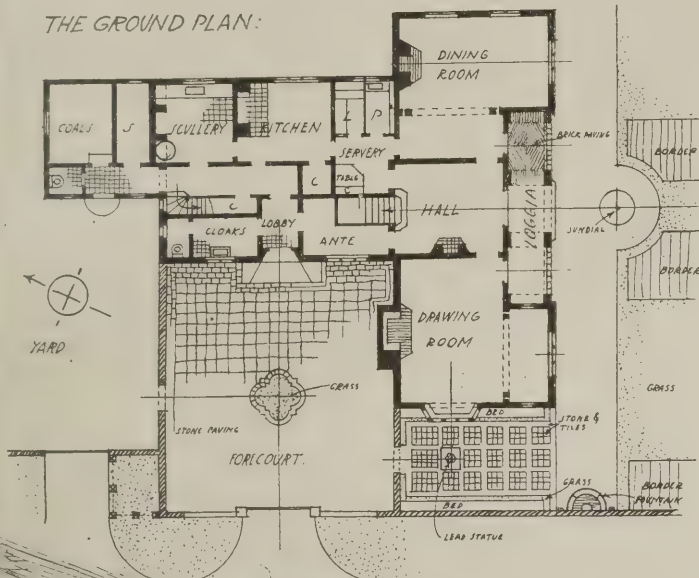 THE GROUND PLAN:
DINING
ROOM
COALS
S
SCULLERY
KITCHEN
L
P
SERVERY
BRICK PAVING
BORDER
C
TABLE
C
C
HALL
LOGGIA
SUNDIAL
CLOAKS
LOBBY
ANTE
BORDER
DRAWING
ROOM
YARD
GRASS
GRASS
STONE PAVING
BED
STONE &
TILES
FORECOURT.
GRASS
BORDER
FOUNTAIN
BED
LEAD STATUE